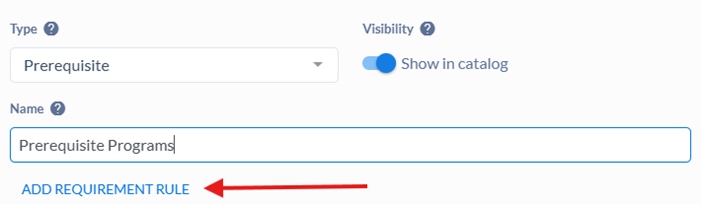 Type ?
Visibility ?
Prerequisite
Show in catalog
Name ?
Prerequisite Programs
ADD REQUIREMENT RULE